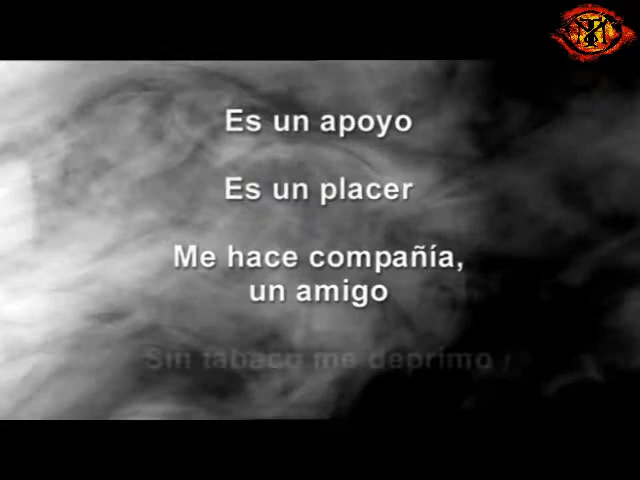 Es un apoyo
Es un placer
Me hace compañía,
un amigo
Sin tabaco me deprimo